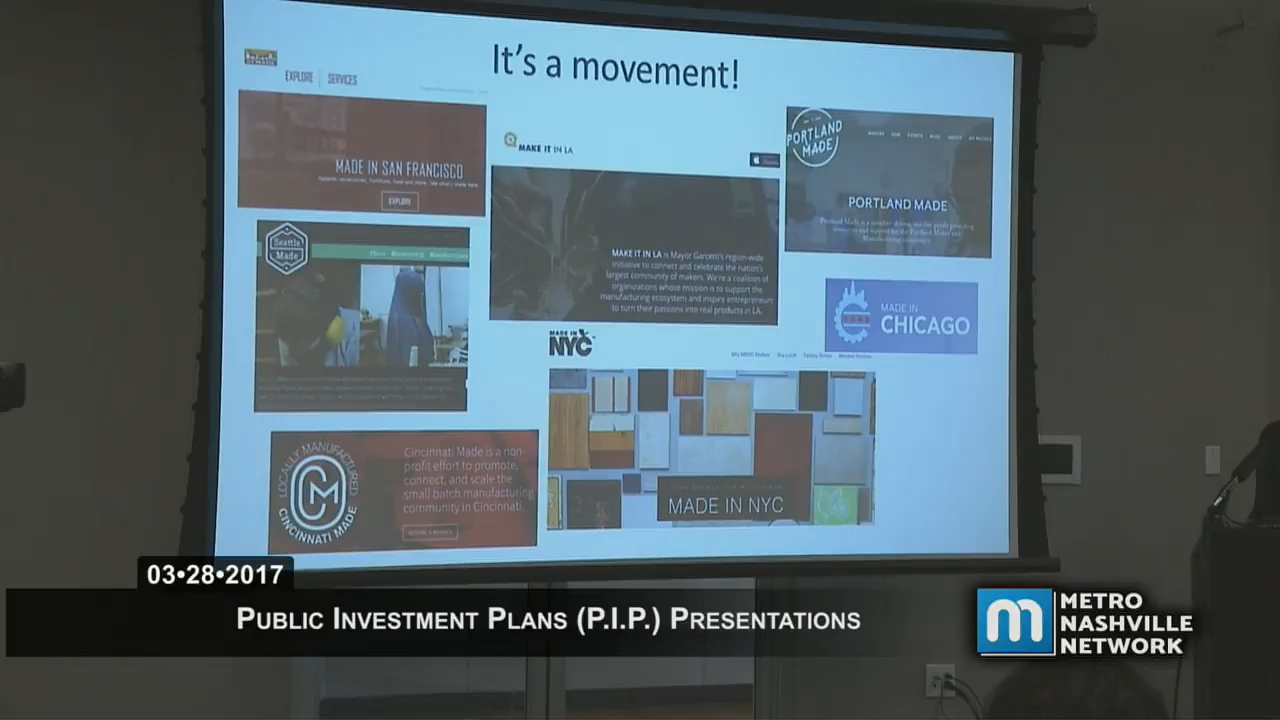 It's a movement!
EXPLORE
SERVICES
MADE IN SAN FRANCISCO
EXPLORE
MAKE IT IN LA
MAKE IT IN LA is Mayor Garcetti's region-wide
initiative to connect and celebrate the nation's
largest community of makers. We're a coalition of
organizations whose mission is to support the
manufacturing ecosystem and inspire entrepreneurs
to turn their passions into real products in LA.
PORTLAND
MADE
PORTLAND MADE
Seattle
Made
MADE IN
CHICAGO
MADE IN
NYC
MADE IN NYC
LOCALLY MANUFACTURED
CM
CINCINNATI MADE
Cincinnati Made is a non-
profit effort to promote,
connect, and scale the
small batch manufacturing
community in Cincinnati.
03•28•2017
PUBLIC INVESTMENT PLANS (P.I.P.) PRESENTATIONS
m
METRO
NASHVILLE
NETWORK